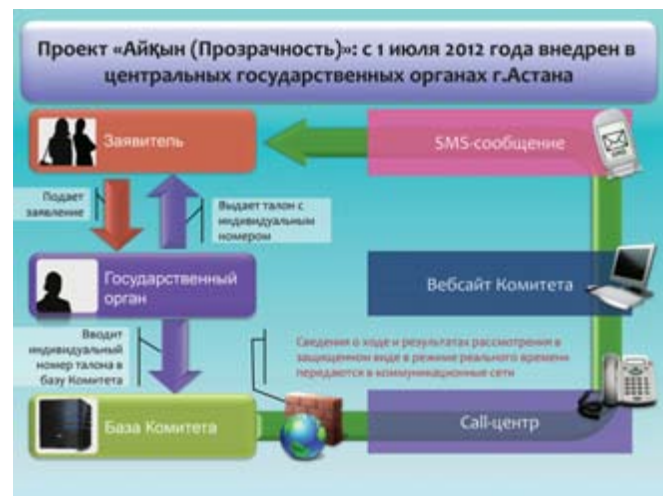 Проект «Айқын (Прозрачность)»: с 1 июля 2012 года внедрен в
центральных государственных органах г.Астана
Заявитель
SMS-сообщение
Подает
заявление
Выдает талон с
индивидуальным
номером
Государственный
орган
Вебсайт Комитета
Вводит
индивидуальный
номер талона в
базу Комитета
Сведения о ходе и результатах рассмотрения в
защищенном виде в режиме реального времени
передаются в коммуникационные сети
База Комитета
Call-центр